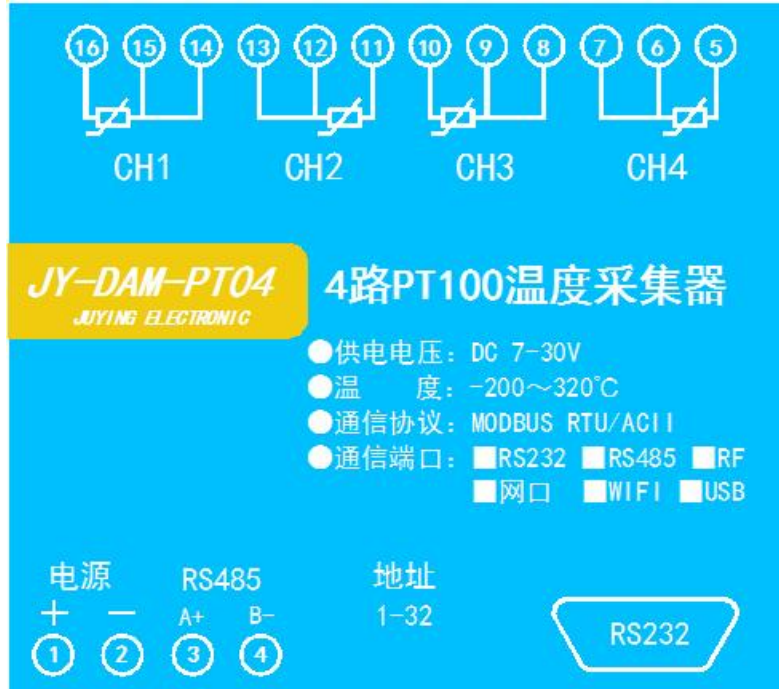 16 15 14 13 12 11 10 9 8 7 6 5
CH1 CH2 CH3 CH4
JY-DAM-PT04
JUYING ELECTRONIC
4路PT100温度采集器
●供电电压：DC 7-30V
●温 度：-200～320℃
●通信协议：MODBUS RTU/ACII
●通信端口：■RS232 ■RS485 ■RF
■网口 ■WIFI ■USB
电源 RS485 地址
+ - A+ B- 1-32
1 2 3 4 RS232